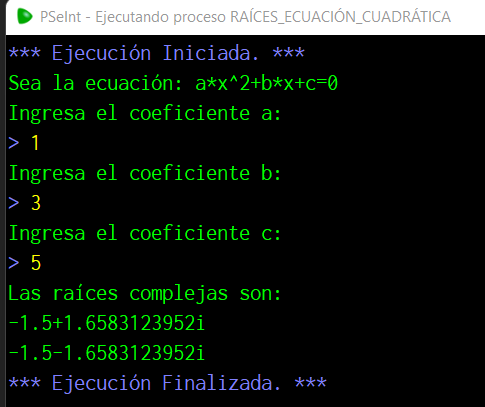 PSeInt - Ejecutando proceso RAÍCES_ECUACIÓN_CUADRÁTICA
*** Ejecución Iniciada. ***
Sea la ecuación: a*x^2+b*x+c=0
Ingresa el coeficiente a:
> 1
Ingresa el coeficiente b:
> 3
Ingresa el coeficiente c:
> 5
Las raíces complejas son:
-1.5+1.6583123952i
-1.5-1.6583123952i
*** Ejecución Finalizada. ***